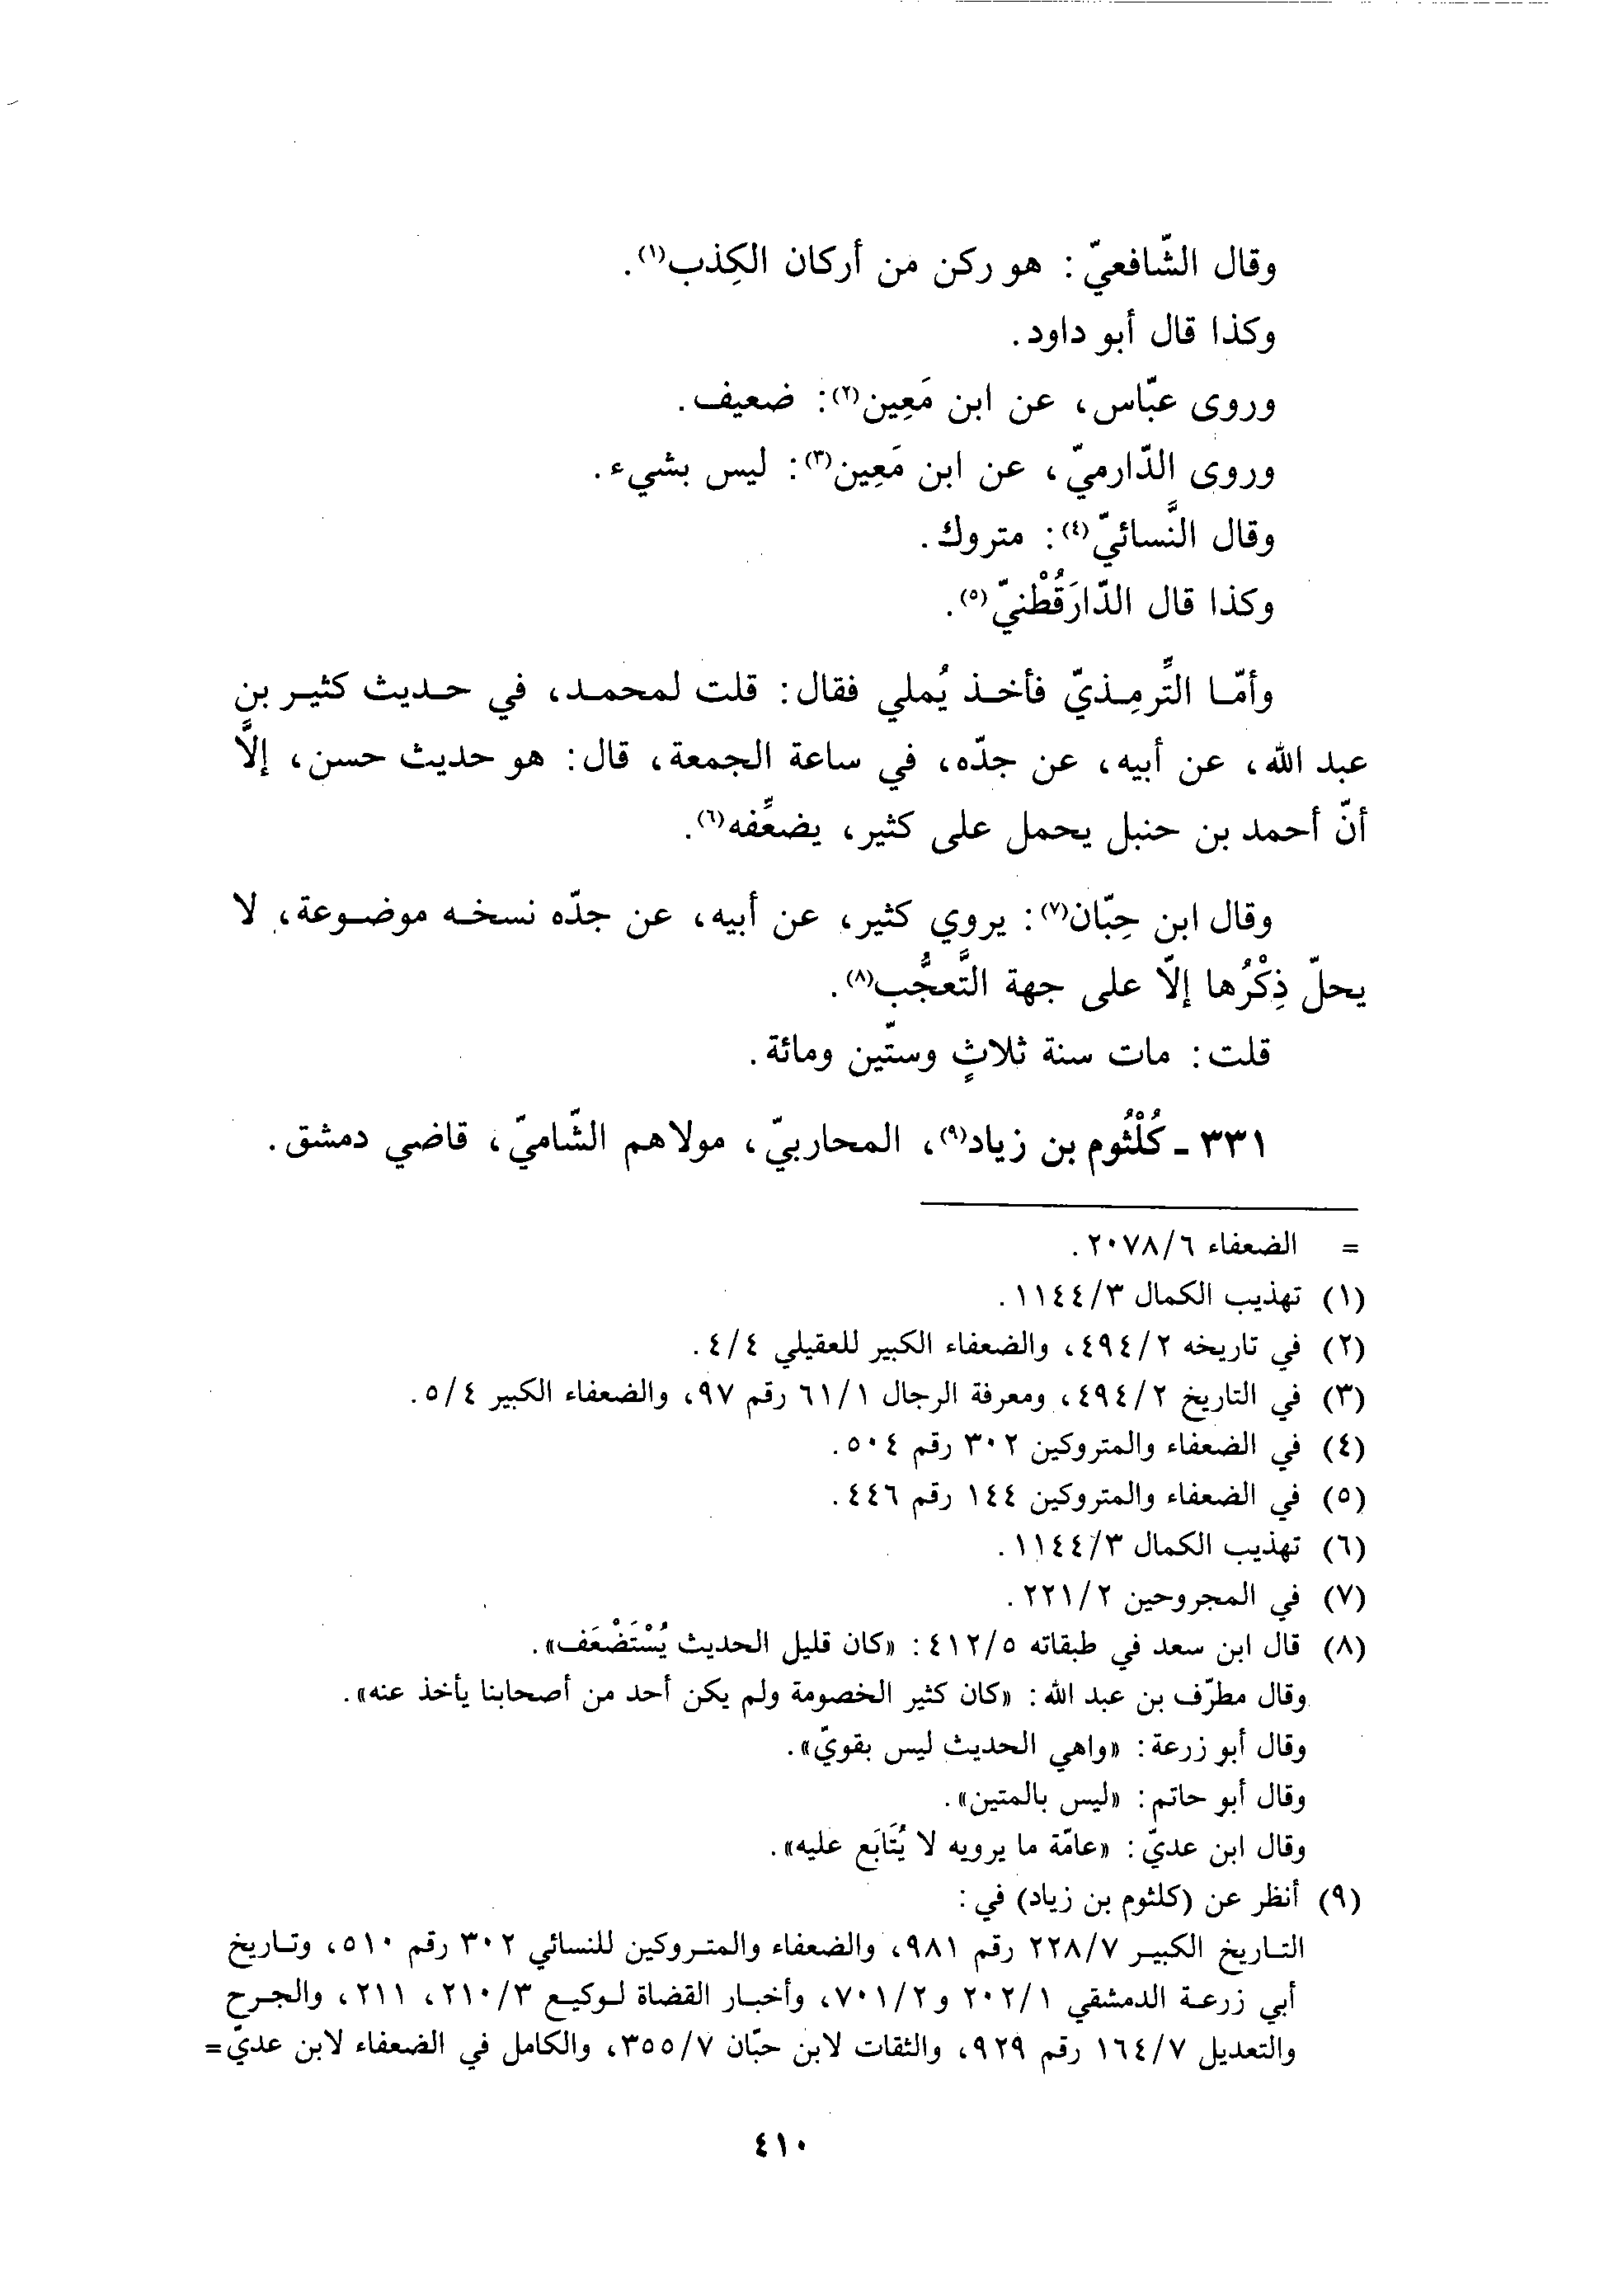 وقال الشّافعيّ: هو ركن من أركان الكِذب(١).
وكذا قال أبو داود.
وروى عبّاس، عن ابن مَعِين(٢): ضعيف.
وروى الدّارميّ، عن ابن مَعِين(٣): ليس بشيء.
وقال النَّسائيّ(٤): متروك.
وكذا قال الدّارَقُطْنيّ(٥).
وأمّا التِّرمِذيّ فأخذ يُملي فقال: قلت لمحمد، في حديث كثير بن
عبد الله، عن أبيه، عن جدّه، في ساعة الجمعة، قال: هو حديث حسن، إلَّا
أنّ أحمد بن حنبل يحمل على كثير، يضعِّفه(٦).
وقال ابن حِبّان(٧): يروي كثير، عن أبيه، عن جدّه نسخه موضوعة، لا
يحلّ ذِكْرُها إلّا على جهة التَّعجُّب(٨).
قلت: مات سنة ثلاثٍ وستّين ومائة.
٣٣١ - كُلْثُوم بن زياد(٩)، المحاربيّ، مولاهم الشّاميّ، قاضي دمشق.
= الضعفاء ٢٠٧٨/٦.
(١) تهذيب الكمال ١١٤٤/٣.
(٢) في تاريخه ٤٩٤/٢، والضعفاء الكبير للعقيلي ٤/٤.
(٣) في التاريخ ٤٩٤/٢، ومعرفة الرجال ٦١/١ رقم ٩٧، والضعفاء الكبير ٥/٤.
(٤) في الضعفاء والمتروكين ٣٠٢ رقم ٥٠٤.
(٥) في الضعفاء والمتروكين ١٤٤ رقم ٤٤٦.
(٦) تهذيب الكمال ١١٤٤/٣.
(٧) في المجروحين ٢٢١/٢.
(٨) قال ابن سعد في طبقاته ٤١٢/٥: «كان قليل الحديث يُسْتَضْعَف».
وقال مطرّف بن عبد الله: «كان كثير الخصومة ولم يكن أحد من أصحابنا يأخذ عنه».
وقال أبو زرعة: «واهي الحديث ليس بقويّ».
وقال أبو حاتم: «ليس بالمتين».
وقال ابن عديّ: «عامّة ما يرويه لا يُتَابَع عليه».
(٩) أنظر عن (كلثوم بن زياد) في:
التاريخ الكبير ٢٢٨/٧ رقم ٩٨١، والضعفاء والمتروكين للنسائي ٣٠٢ رقم ٥١٠، وتاريخ
أبي زرعة الدمشقي ٢٠٢/١ و٧٠١/٢، وأخبار القضاة لوكيع ٢١٠/٣، ٢١١، والجرح
والتعديل ١٦٤/٧ رقم ٩٢٩، والثقات لابن حبّان ٣٥٥/٧، والكامل في الضعفاء لابن عديّ=
٤١٠